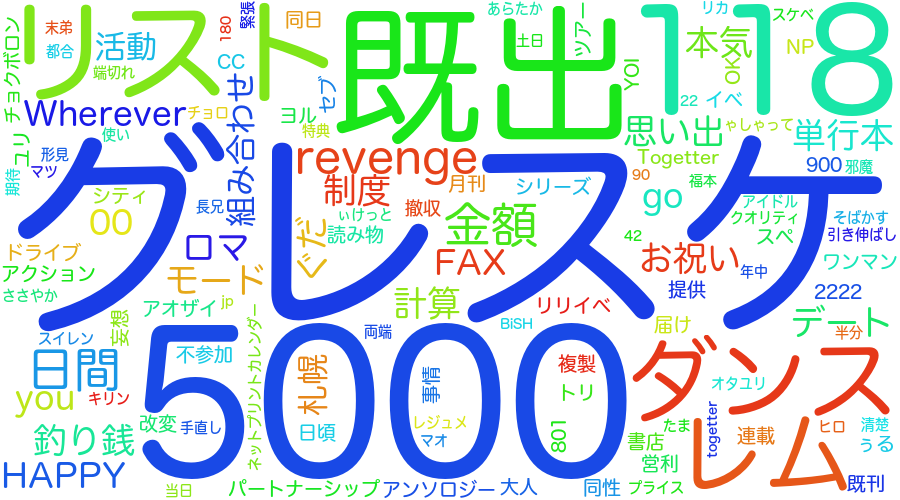 リスト
既出
118
グレスケ
5000
ダンス
レム
末弟
180
緊張
同日
あらたか
ツアー
リカ
スケベ
都合
活動
端切れ
CC
土日
YOI
本気
OK
NP
チョクボロン
Wherever
チョロ
組み合わせ
セブ
ヨル
特典
22
イベ
思い出
ゃしゃって
単行本
使い
ユリ
形見
マツ
期待
revenge
制度
月刊
シリーズ
Togetter
90
福本
900
邪魔
go
アイドル
クオリティ
スペ
そばかす
引き伸ばし
シティ
00
長兄
ぐだ
ぃけっと
読み物
撤収
金額
42
ロマ
ドライブ
アクション
ささやか
モード
FAX
お祝い
年中
ワンマン
提供
2222
アオザイ
jp
計算
リリイベ
BiSH
届け
デート
半分
妄想
スイレン
日間
不参加
ネットプリントカレンダー
両端
札幌
事情
複製
トリ
オタユリ
you
キリン
改変
手直し
日頃
レジュメ
マオ
801
書店
たま
together
連載
ヒロ
清楚
うる
釣り銭
HAPPY
当日
パートナーシップ
アンソロジー
大人
同性
営利
プライス
既刊